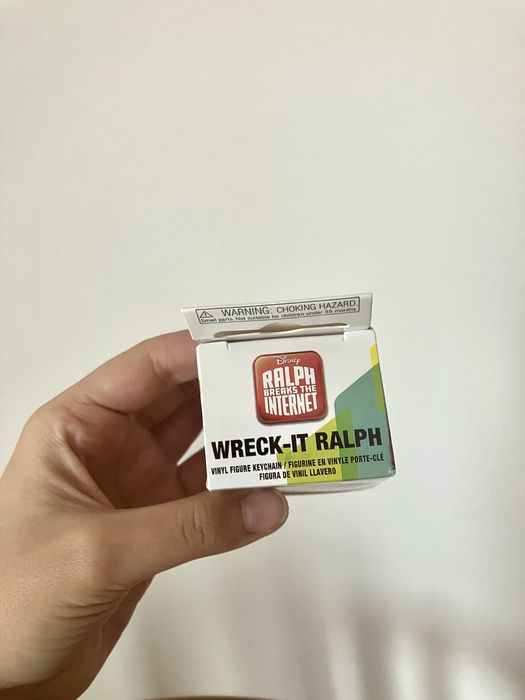 WARNING: CHOKING HAZARD.
Small parts. Not suitable for children under 36 months.
Disney
RALPH
BREAKS THE
INTERNET
WRECK-IT RALPH
VINYL FIGURE KEYCHAIN / FIGURINE EN VINYLE PORTE-CLÉ
FIGURA DE VINIL LLAVERO